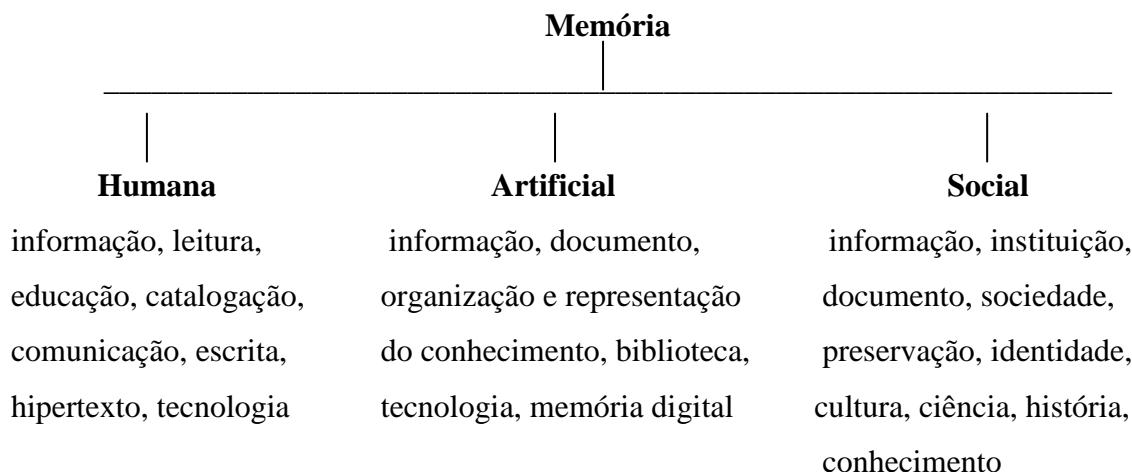 Memória
Humana
informação, leitura,
educação, catalogação,
comunicação, escrita,
hipertexto, tecnologia
Artificial
informação, documento,
organização e representação
do conhecimento, biblioteca,
tecnologia, memória digital
Social
informação, instituição,
documento, sociedade,
preservação, identidade,
cultura, ciência, história,
conhecimento